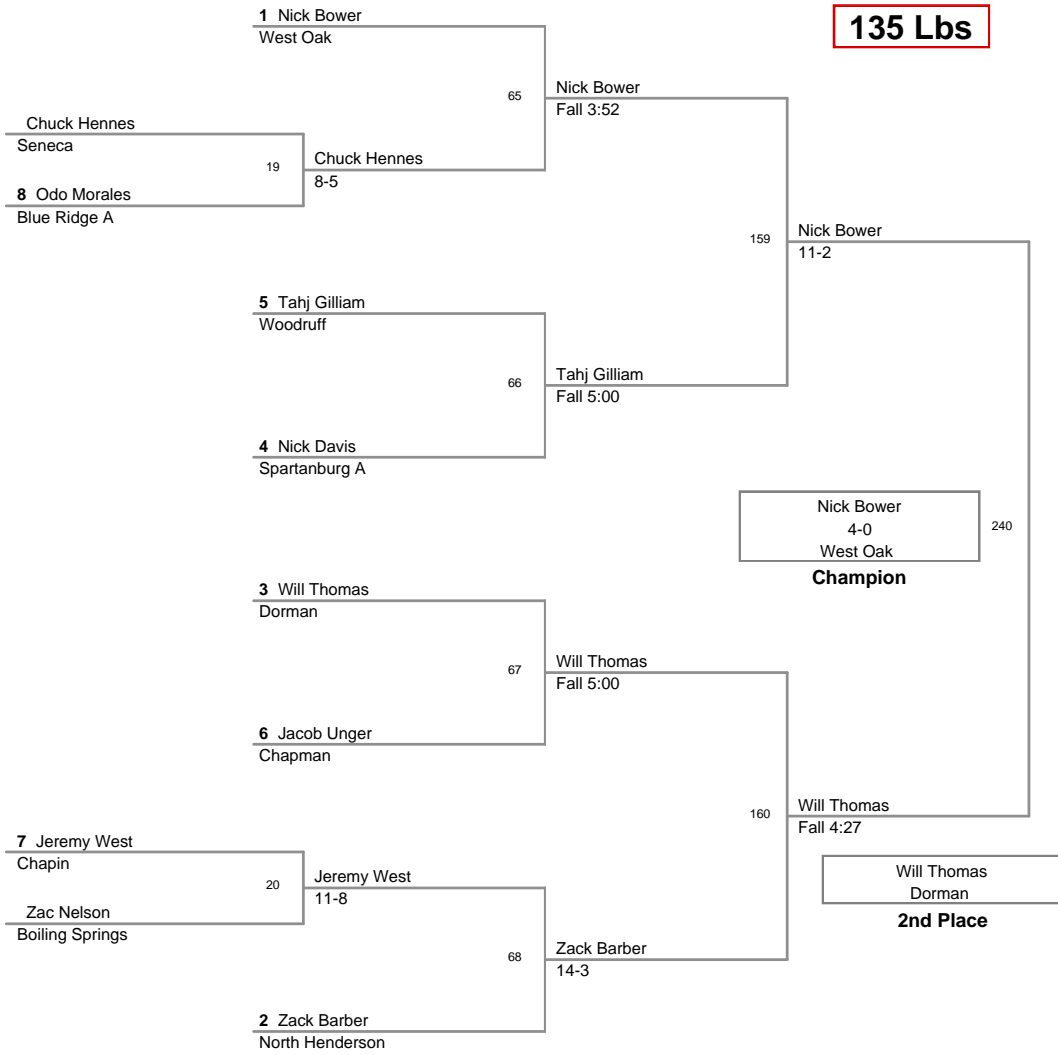 135 Lbs
1 Nick Bower
West Oak
65
Nick Bower
Fall 3:52
Chuck Hennes
Seneca
19
Chuck Hennes
8-5
8 Odo Morales
Blue Ridge A
159
Nick Bower
11-2
5 Tahj Gilliam
Woodruff
66
Tahj Gilliam
Fall 5:00
4 Nick Davis
Spartanburg A
Nick Bower
4-0
West Oak
240
Champion
3 Will Thomas
Dorman
67
Will Thomas
Fall 5:00
6 Jacob Unger
Chapman
160
Will Thomas
Fall 4:27
7 Jeremy West
Chapin
20
Jeremy West
11-8
Zac Nelson
Boiling Springs
Will Thomas
Dorman
2nd Place
68
Zack Barber
14-3
2 Zack Barber
North Henderson